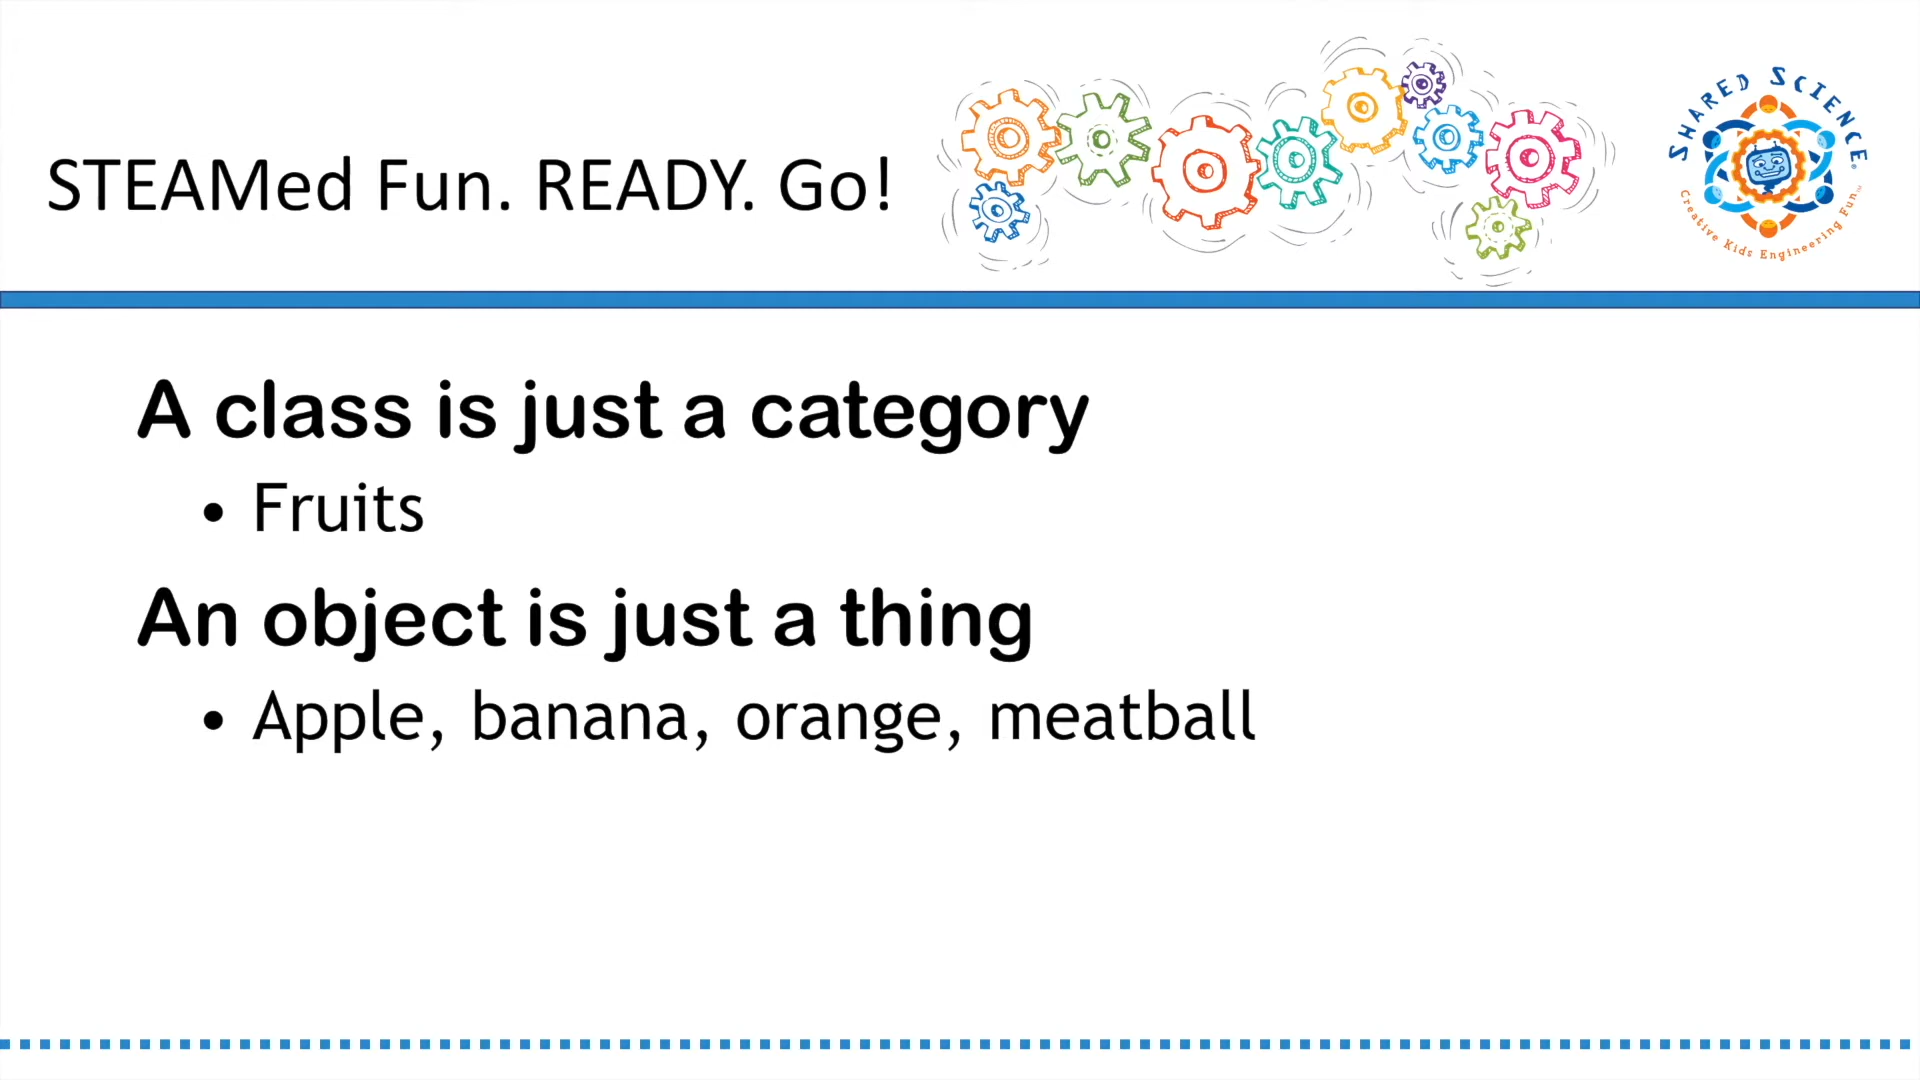 STEAMed Fun. READY. Go!
SHARED SCIENCE
Creative Kids Engineering Fun
A class is just a category
• Fruits
An object is just a thing
• Apple, banana, orange, meatball